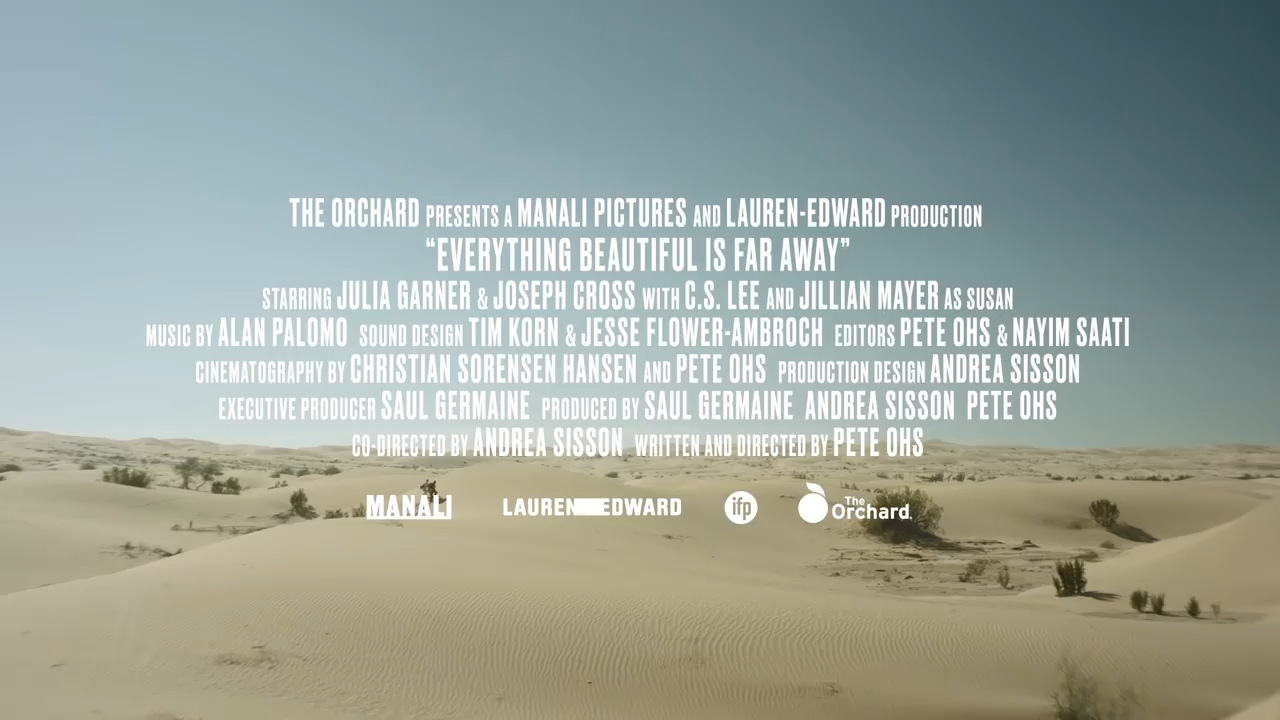 THE ORCHARD PRESENTS A MANALI PICTURES AND LAUREN-EDWARD PRODUCTION
“EVERYTHING BEAUTIFUL IS FAR AWAY”
STARRING JULIA GARNER & JOSEPH CROSS WITH C.S. LEE AND JILLIAN MAYER AS SUSAN
MUSIC BY ALAN PALOMO SOUND DESIGN TIM KORN & JESSE FLOWER-AMBROCH EDITORS PETE OHS & NAYIM SAATI
CINEMATOGRAPHY BY CHRISTIAN SORENSEN HANSEN AND PETE OHS PRODUCTION DESIGN ANDREA SISSON
EXECUTIVE PRODUCER SAUL GERMAINE PRODUCED BY SAUL GERMAINE ANDREA SISSON PETE OHS
CO-DIRECTED BY ANDREA SISSON WRITTEN AND DIRECTED BY PETE OHS
MANALI LAUREN EDWARD ifp The Orchard.